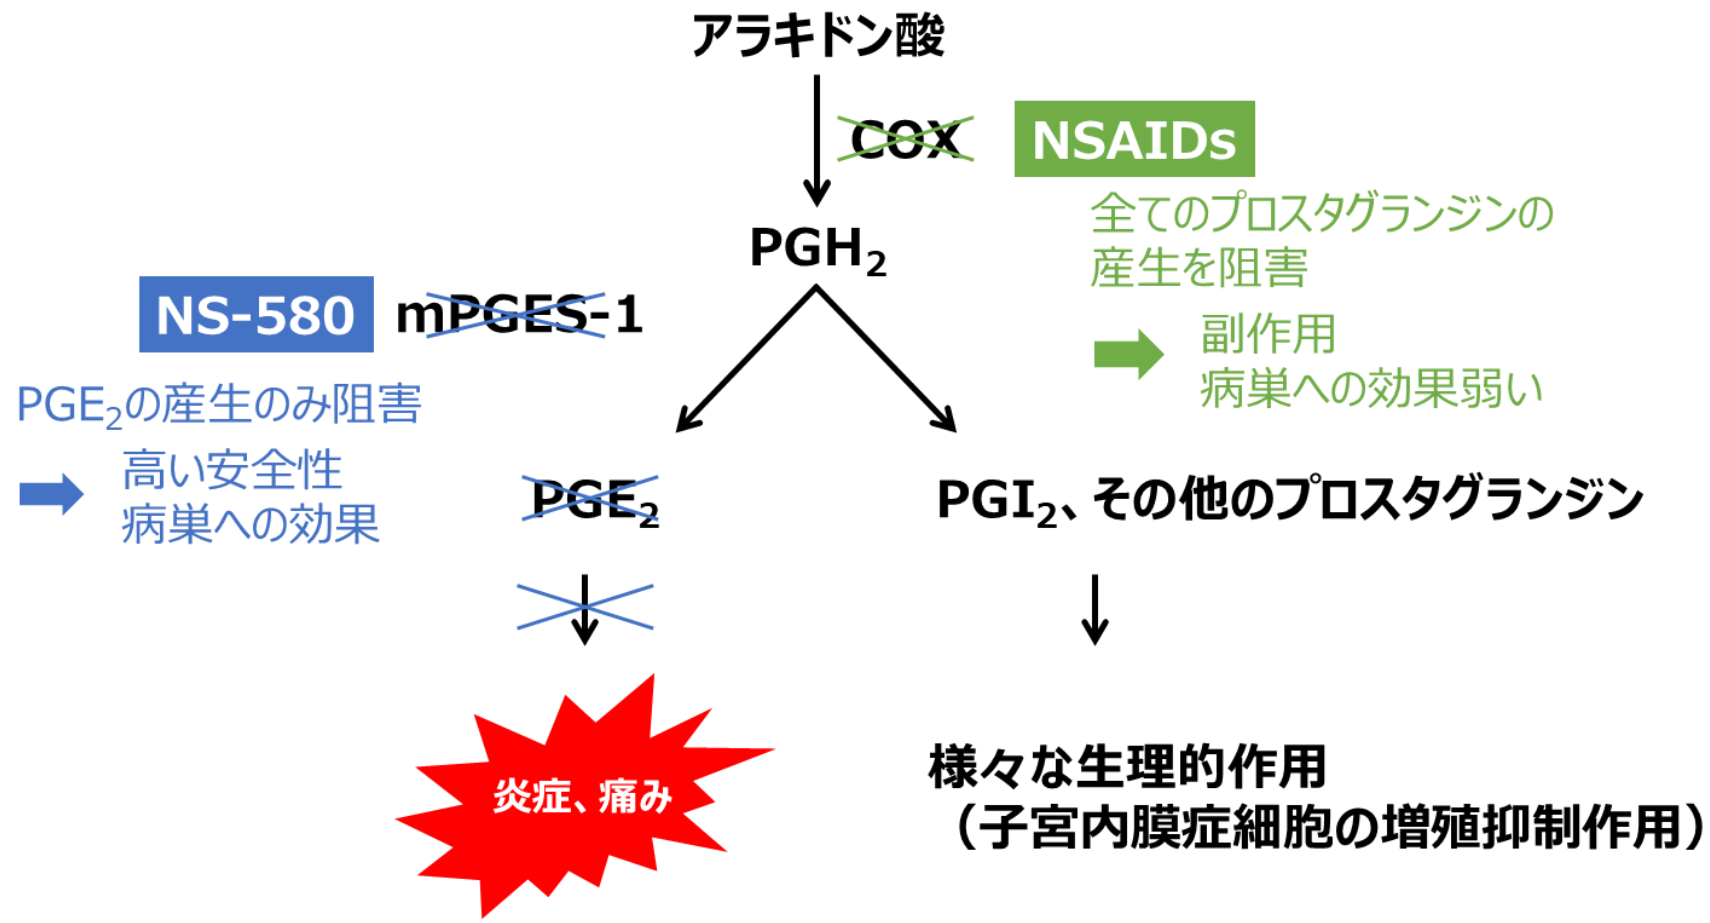 アラキドン酸
COX
NSAIDs
全てのプロスタグランジンの
産生を阻害
副作用
病巣への効果弱い
PGH₂
NS-580
mPGES-1
PGE₂の産生のみ阻害
高い安全性
病巣への効果
PGE₂
PGI₂、その他のプロスタグランジン
炎症、痛み
様々な生理的作用
（子宮内膜症細胞の増殖抑制作用）